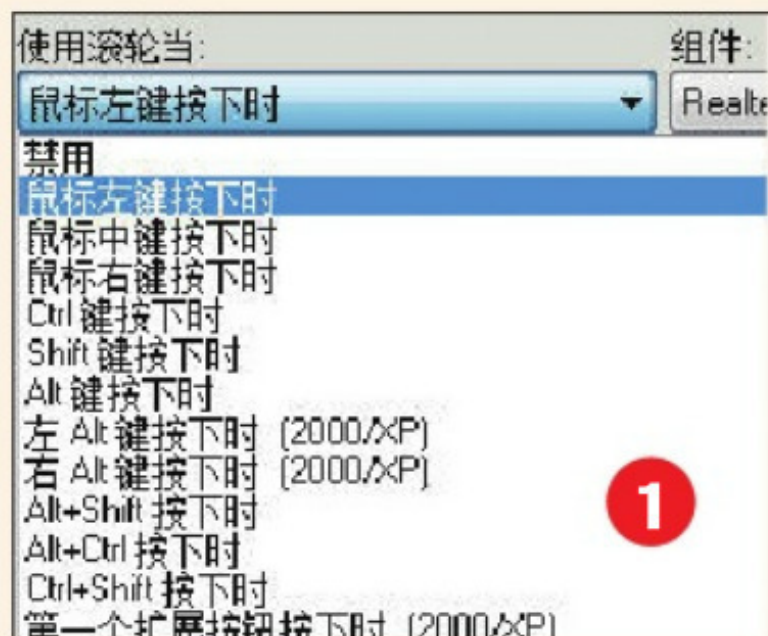 使用滚轮当: 组件:
鼠标左键按下时 Realte
禁用
鼠标左键按下时
鼠标中键按下时
鼠标右键按下时
Ctrl 键按下时
Shift 键按下时
Alt 键按下时
左 Alt 键按下时 (2000/XP)
右 Alt 键按下时 (2000/XP)
Alt+Shift 按下时
Alt+Ctrl 按下时
Ctrl+Shift 按下时
第一个扩展按钮按下时 (2000/XP)
1